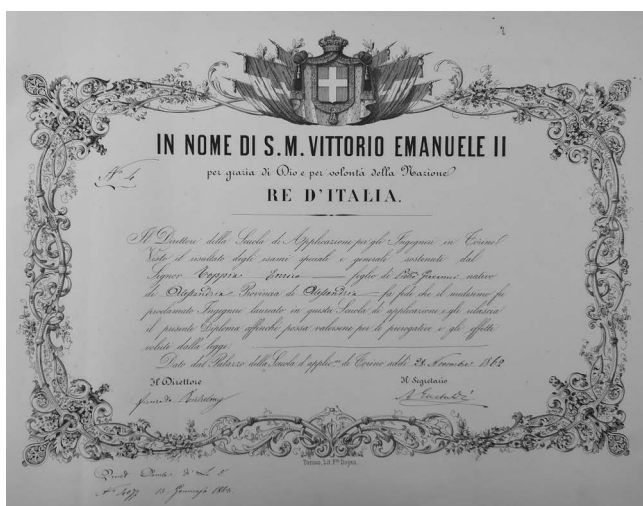 IN NOME DI S.M. VITTORIO EMANUELE II
N° 4
per grazia di Dio e per volontà della Nazione
RE D'ITALIA.
Il Direttore della Scuola di Applicazione per gli Ingegneri in Torino
Visto il risultato degli esami speciali e generale sostenuti dal
Signor Enrico figlio di nativo
di Alessandria Provincia di Alessandria fa fede che il medesimo fu
proclamato Ingegnere laureato in questa Scuola di applicazione e gli rilascia
il presente Diploma affinchè possa valersene per le prerogative e gli effetti
voluti dalla legge.
Dato dal Palazzo della Scuola d'applic.ne di Torino addì 28 Novembre 1862
Il Direttore
Il Segretario
Torino, Lit. F.lli Doyen
N° 4077 13 Gennajo 1863.